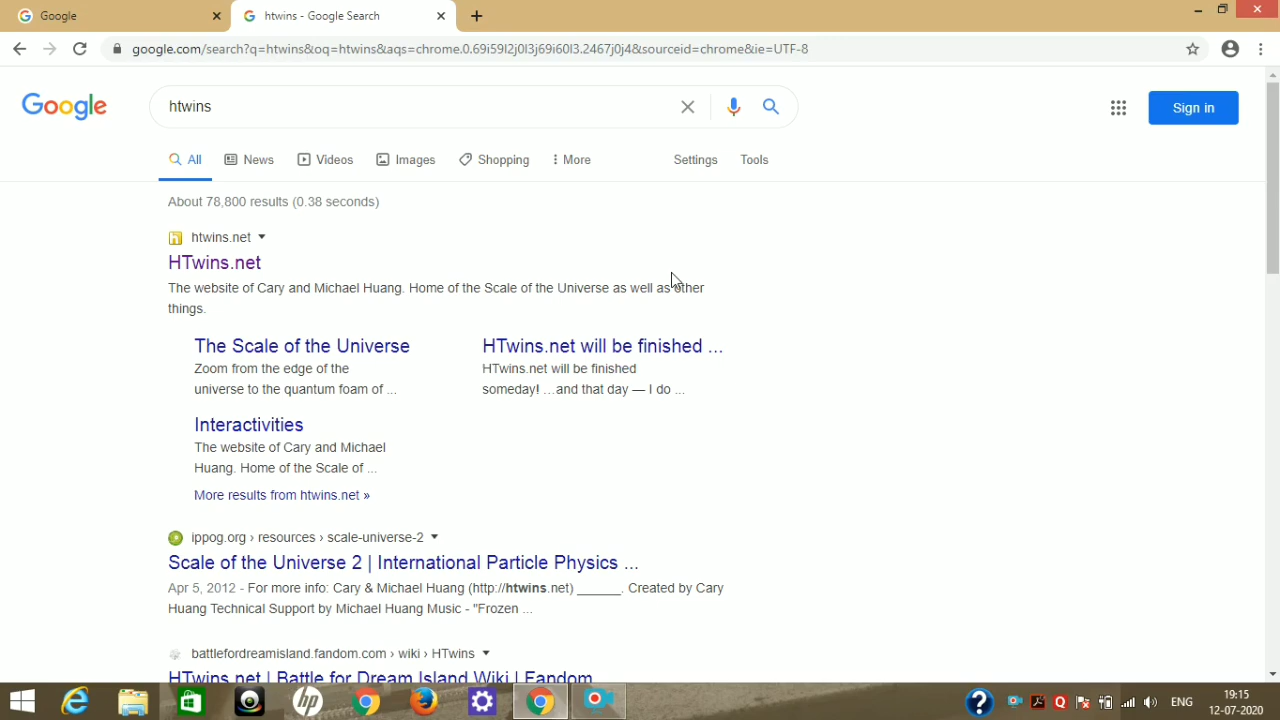 Google
htwins - Google Search
google.com/search?q=htwins&oq=htwins&aqs=chrome.0.69i59l2j0l3j69i60l3.2467j0j4&sourceid=chrome&ie=UTF-8
Google
htwins
Sign in
All
News
Videos
Images
Shopping
More
Settings
Tools
About 78,800 results (0.38 seconds)
htwins.net
HTwins.net
The website of Cary and Michael Huang. Home of the Scale of the Universe as well as other
things.
The Scale of the Universe
Zoom from the edge of the
universe to the quantum foam of ...
HTwins.net will be finished ...
HTwins.net will be finished
someday! …and that day — I do ...
Interactivities
The website of Cary and Michael
Huang. Home of the Scale of ...
More results from htwins.net »
ippog.org › resources › scale-universe-2
Scale of the Universe 2 | International Particle Physics ...
Apr 5, 2012 - For more info: Cary & Michael Huang (http://htwins.net) ______. Created by Cary
Huang Technical Support by Michael Huang Music - "Frozen ...
battlefordreamisland.fandom.com › wiki › HTwins
HTwins.net | Battle for Dream Island Wiki | Fandom
hp
ENG
19:15
12-07-2020